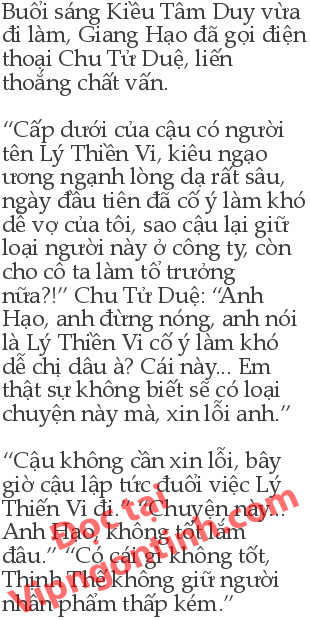 Buổi sáng Kiều Tâm Duy vừa
đi làm, Giang Hạo đã gọi điện
thoại Chu Tử Duệ, liến
thoắng chất vấn.
“Cấp dưới của cậu có người
tên Lý Thiền Vi, kiêu ngạo
ương ngạnh lòng dạ rất sâu,
ngày đầu tiên đã cố ý làm khó
dễ vợ của tôi, sao cậu lại giữ
loại người này ở công ty, còn
cho cô ta làm tổ trưởng
nữa?!” Chu Tử Duệ: “Anh
Hạo, anh đừng nóng, anh nói
là Lý Thiền Vi cố ý làm khó
dễ chị dâu à? Cái này... Em
thật sự không biết sẽ có loại
chuyện này mà, xin lỗi anh.”
“Cậu không cần xin lỗi, bây
giờ cậu lập tức đuổi việc Lý
Thiến Vi đi.” “Chuyện này...
Anh Hạo, không tốt lắm
đâu.” “Có cái gì không tốt,
Thịnh Thế không giữ người
nhân phẩm thấp kém.”
Đọc tại
Vipngontinh.com